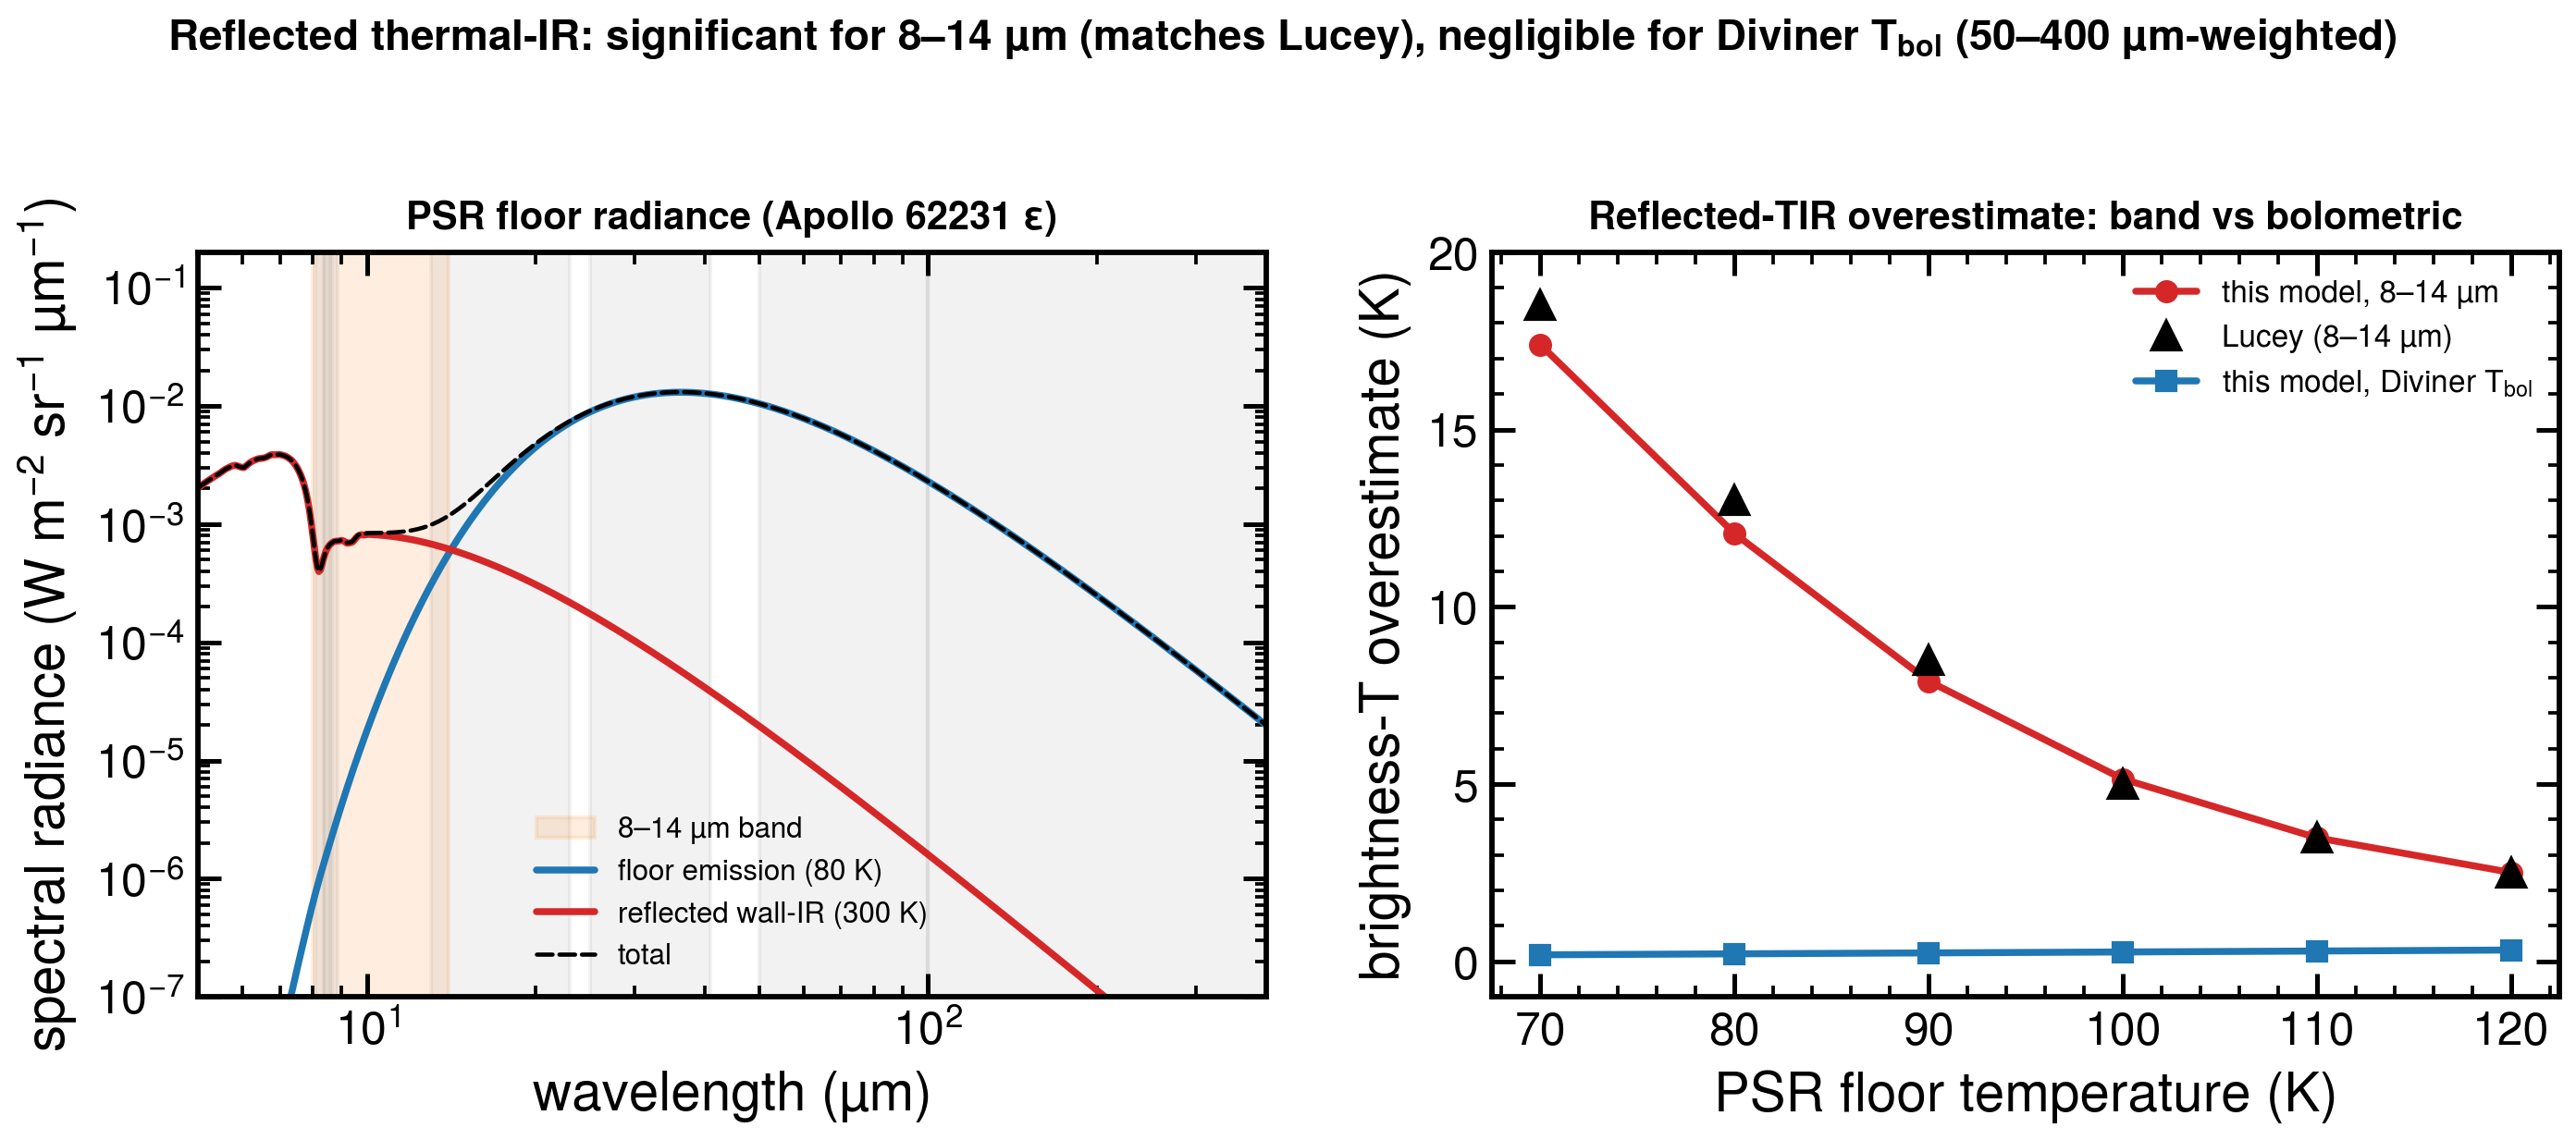 Reflected thermal-IR: significant for 8–14 µm (matches Lucey), negligible for Diviner T_bol (50–400 µm-weighted)
PSR floor radiance (Apollo 62231 ε)
spectral radiance (W m⁻² sr⁻¹ µm⁻¹)
10⁻¹
10⁻²
10⁻³
10⁻⁴
10⁻⁵
10⁻⁶
10⁻⁷
8–14 µm band
floor emission (80 K)
reflected wall-IR (300 K)
total
10¹ 10²
wavelength (µm)
Reflected-TIR overestimate: band vs bolometric
brightness-T overestimate (K)
20
15
10
5
0
this model, 8–14 µm
Lucey (8–14 µm)
this model, Diviner T_bol
70 80 90 100 110 120
PSR floor temperature (K)